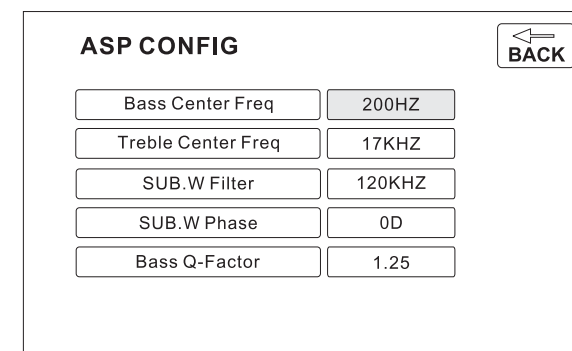 ASP CONFIG
BACK
Bass Center Freq 200HZ
Treble Center Freq 17KHZ
SUB.W Filter 120KHZ
SUB.W Phase 0D
Bass Q-Factor 1.25